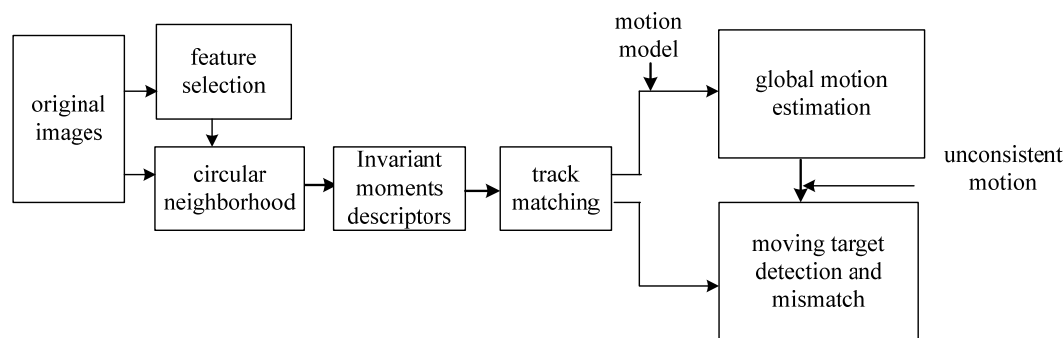 original
images
feature
selection
circular
neighborhood
Invariant
moments
descriptors
track
matching
motion
model
global motion
estimation
unconsistent
motion
moving target
detection and
mismatch